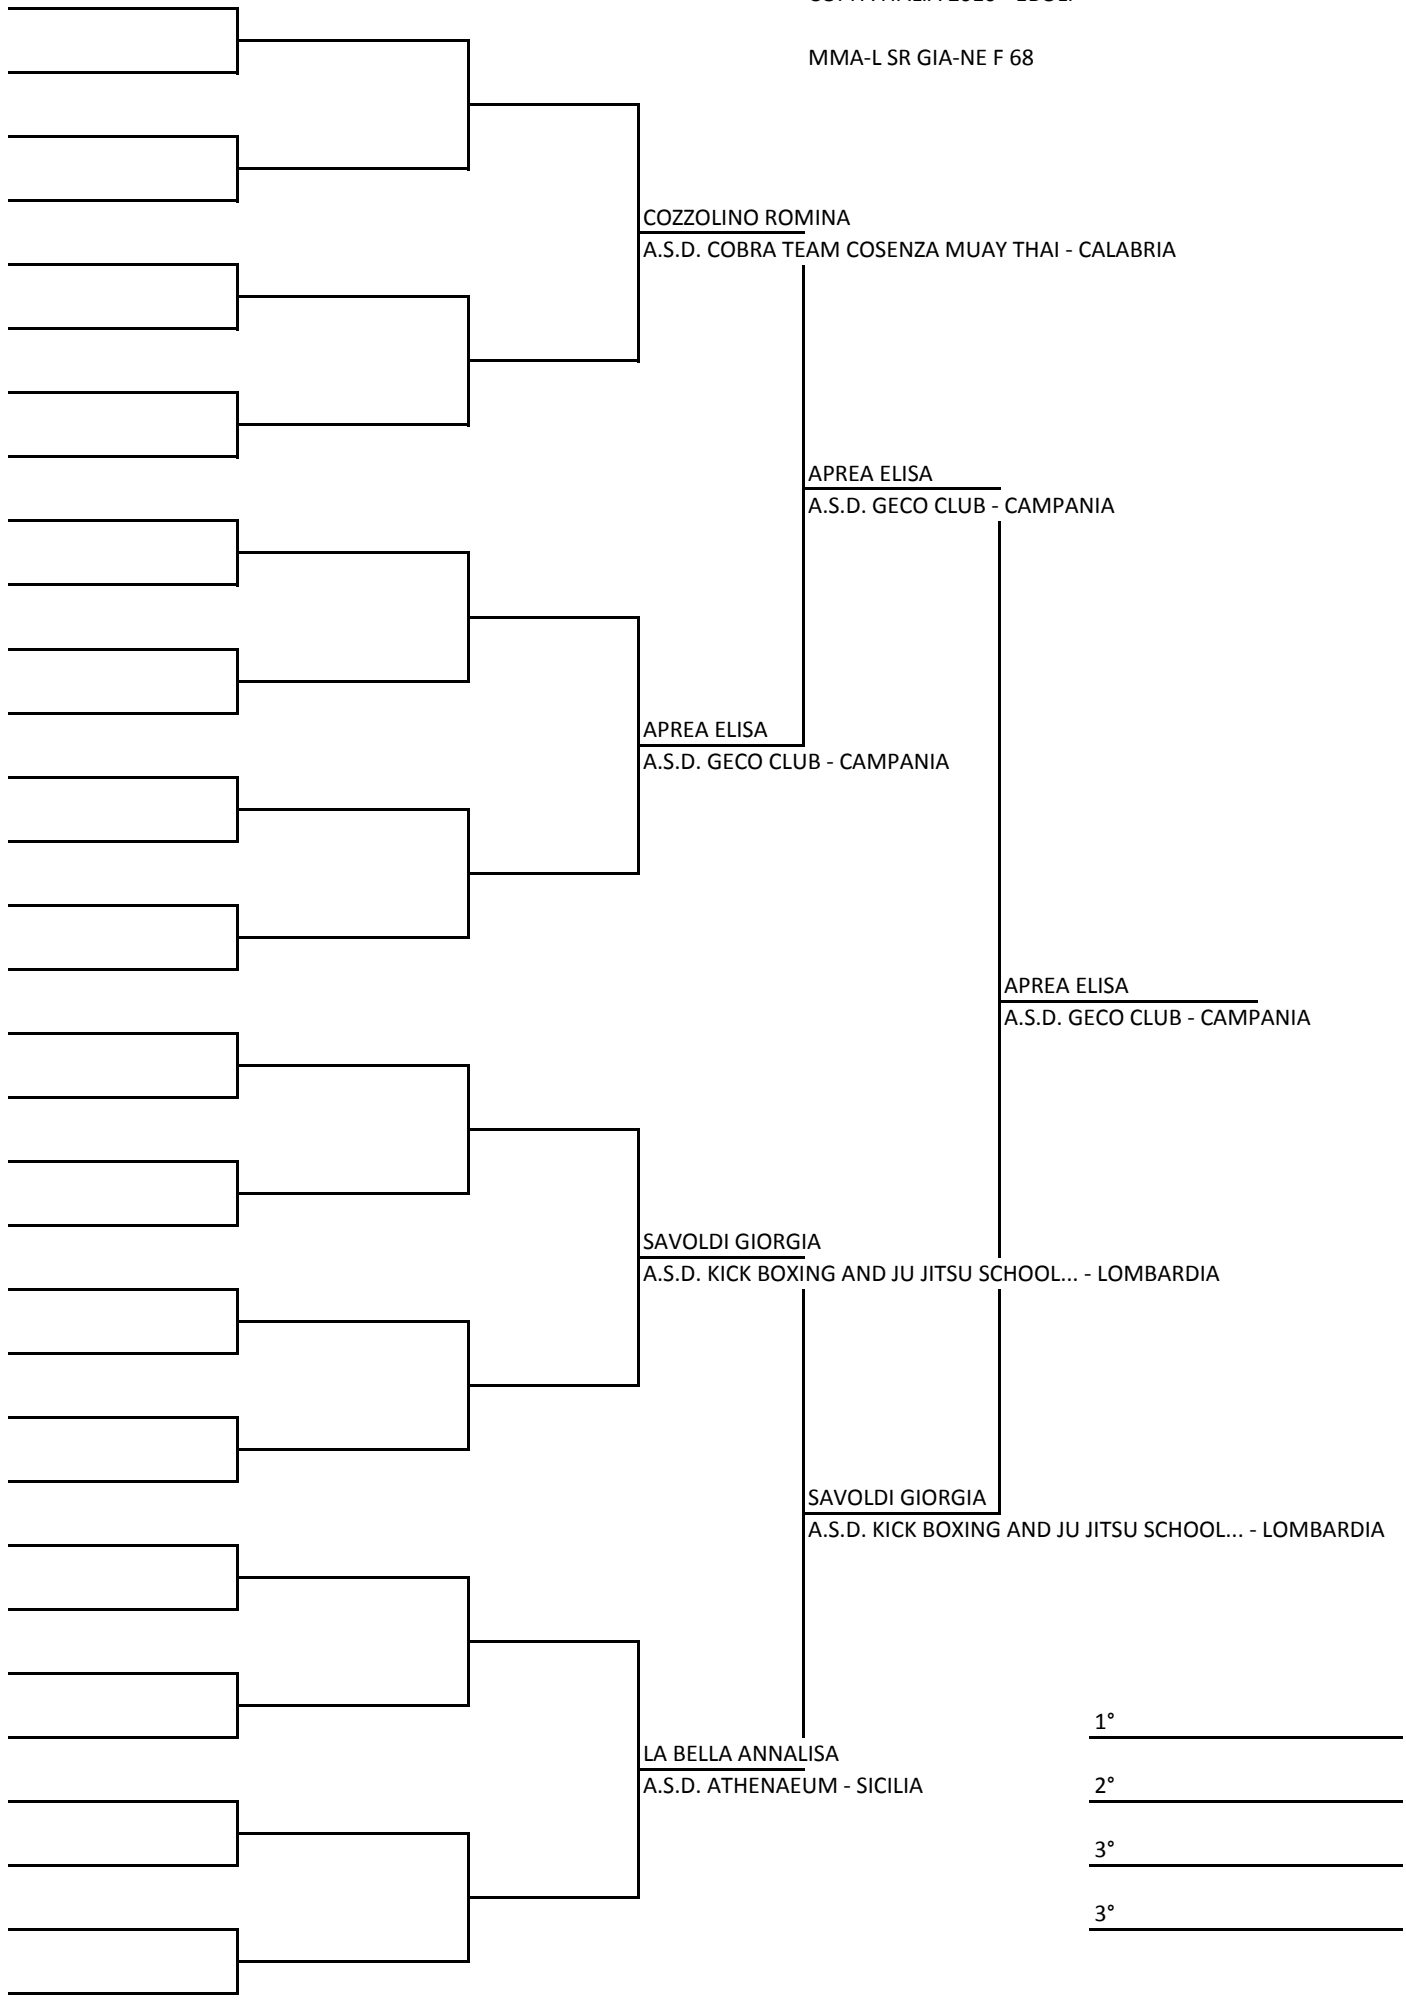 MMA-L SR GIA-NE F 68
COZZOLINO ROMINA
A.S.D. COBRA TEAM COSENZA MUAY THAI - CALABRIA
APREA ELISA
A.S.D. GECO CLUB - CAMPANIA
APREA ELISA
A.S.D. GECO CLUB - CAMPANIA
APREA ELISA
A.S.D. GECO CLUB - CAMPANIA
SAVOLDI GIORGIA
A.S.D. KICK BOXING AND JU JITSU SCHOOL... - LOMBARDIA
SAVOLDI GIORGIA
A.S.D. KICK BOXING AND JU JITSU SCHOOL... - LOMBARDIA
1°
LA BELLA ANNALISA
A.S.D. ATHENAEUM - SICILIA
2°
3°
3°